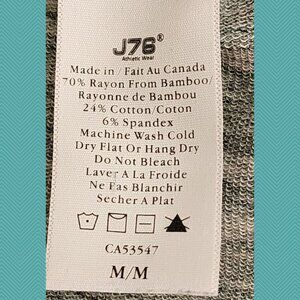 J76®
Athletic Wear
Made in / Fait Au Canada
70% Rayon From Bamboo/
Rayonne de Bambou
24% Cotton/Coton
6% Spandex
Machine Wash Cold
Dry Flat Or Hang Dry
Do Not Bleach
Laver A La Froide
Ne Pas Blanchir
Secher A Plat
CA53547
M/M